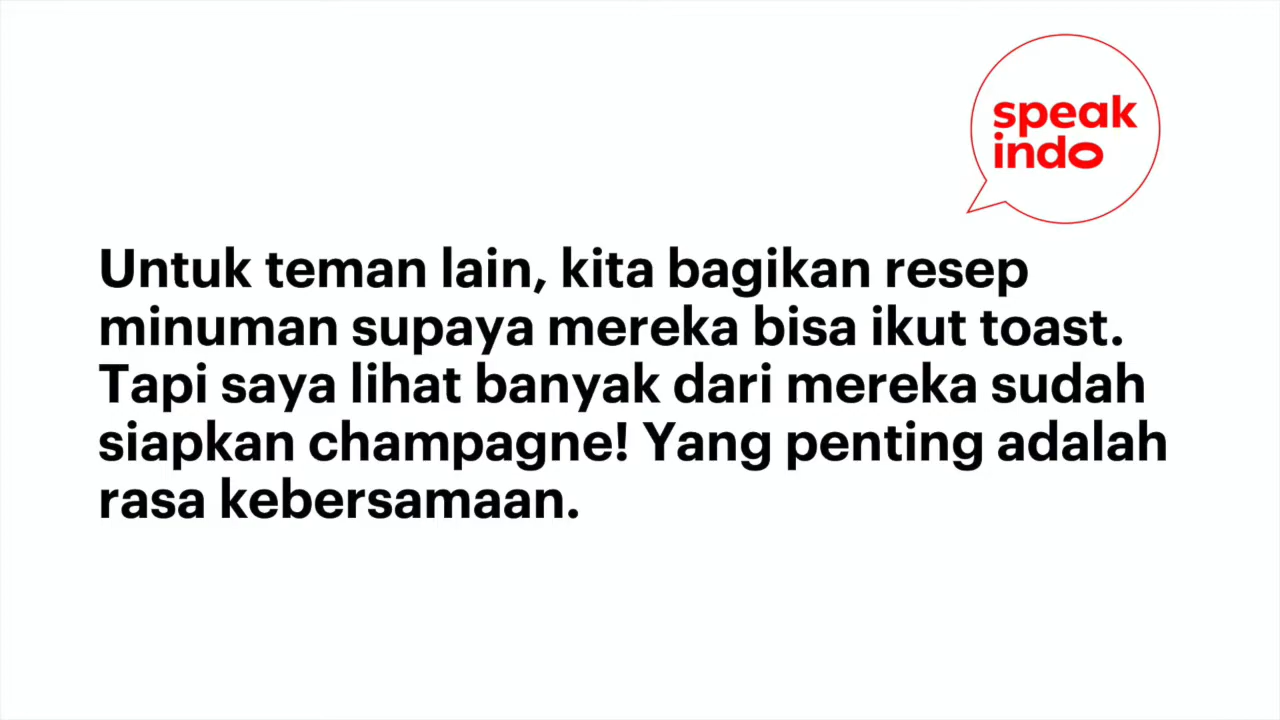 speak
indo
Untuk teman lain, kita bagikan resep
minuman supaya mereka bisa ikut toast.
Tapi saya lihat banyak dari mereka sudah
siapkan champagne! Yang penting adalah
rasa kebersamaan.